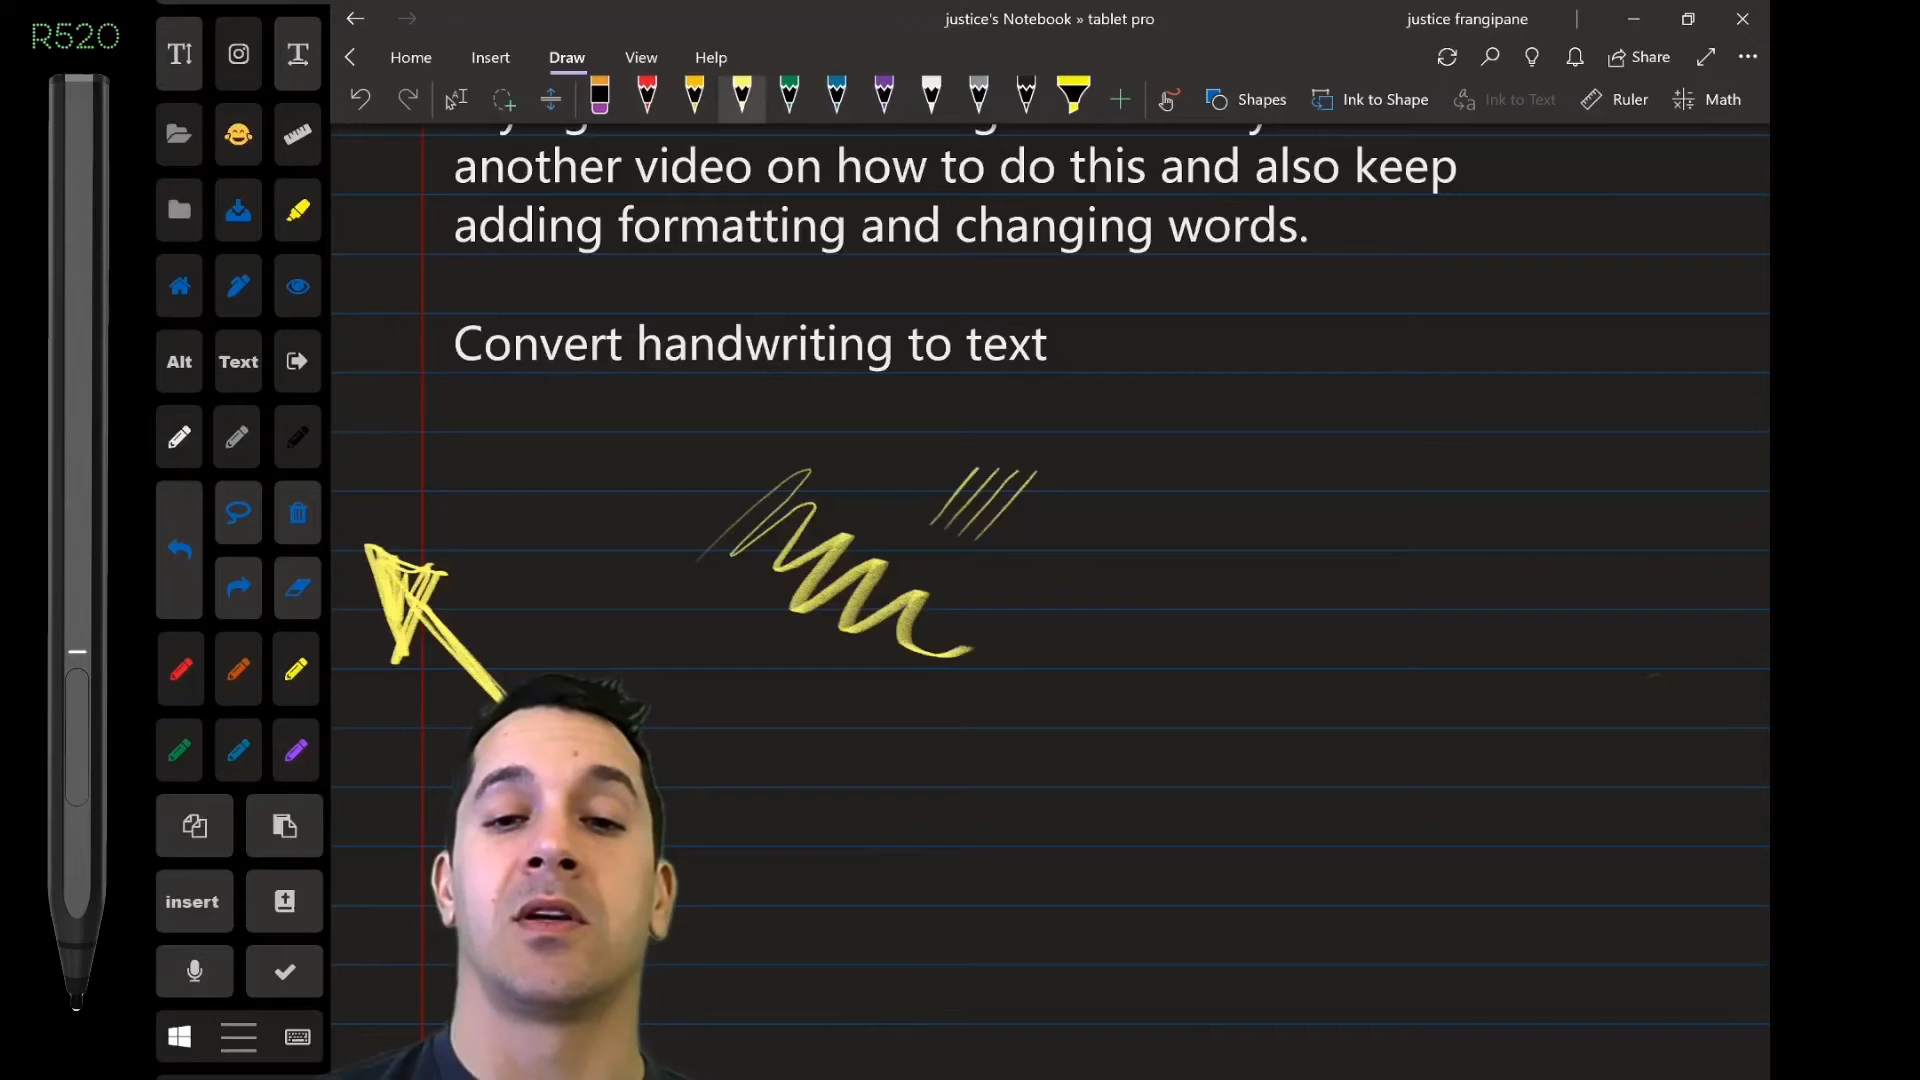 R520
justice's Notebook » tablet pro
justice frangipane
Home
Insert
Draw
View
Help
Share
Shapes
Ink to Shape
Ink to Text
Ruler
Math
another video on how to do this and also keep
adding formatting and changing words.
Convert handwriting to text
Alt
Text
insert